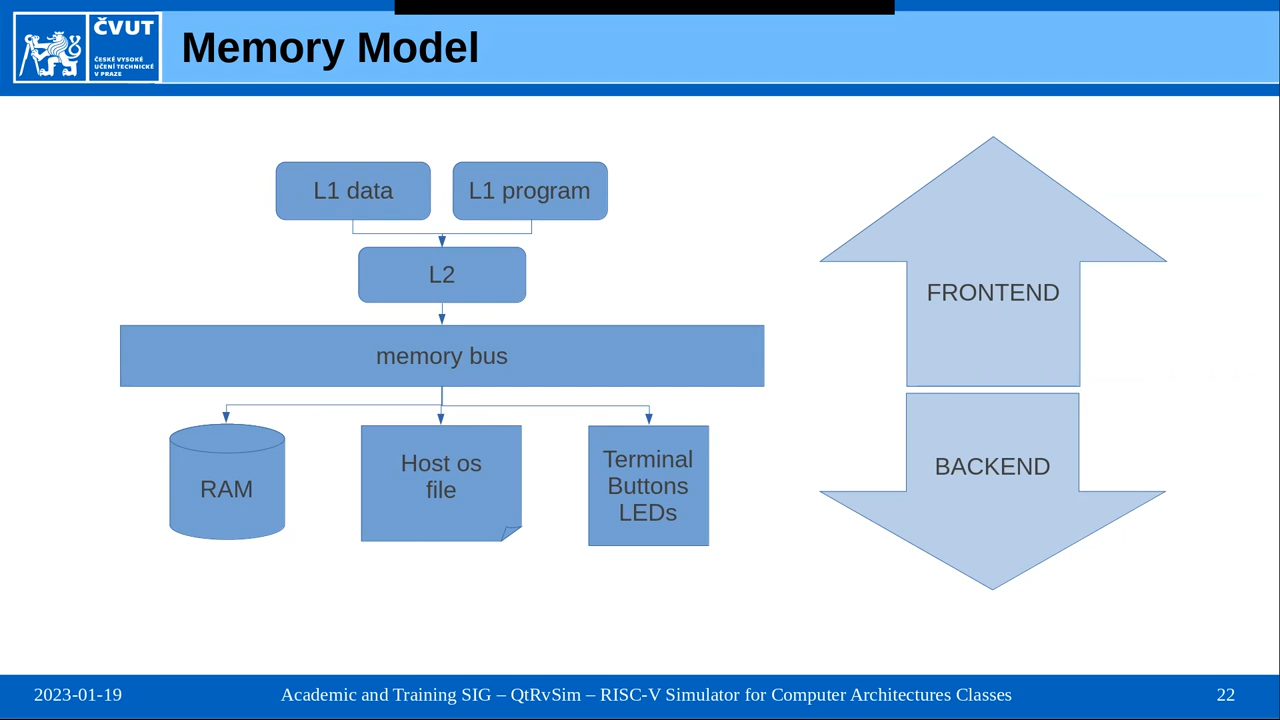 ČVUT
ČESKÉ VYSOKÉ
UČENÍ TECHNICKÉ
V PRAZE
Memory Model
L1 data
L1 program
L2
memory bus
RAM
Host os
file
Terminal
Buttons
LEDs
FRONTEND
BACKEND
2023-01-19
Academic and Training SIG – QtRvSim – RISC-V Simulator for Computer Architectures Classes
22